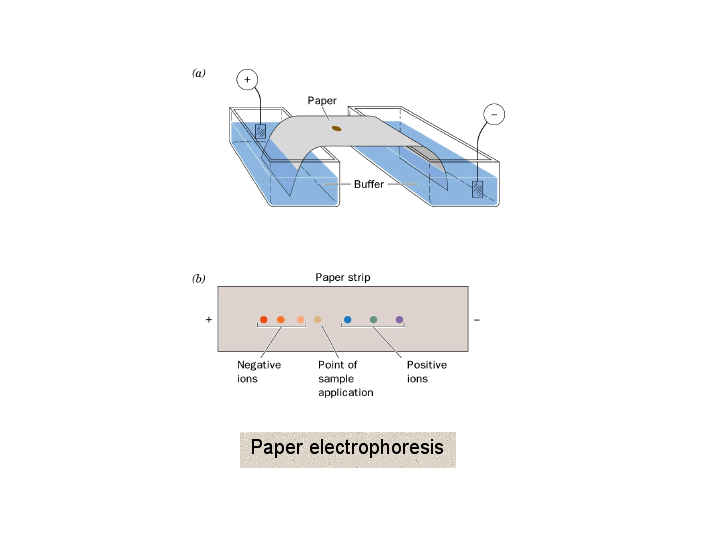 (a)
+
Paper
−
Buffer
(b)
Paper strip
+
−
Negative
ions
Point of
sample
application
Positive
ions
Paper electrophoresis